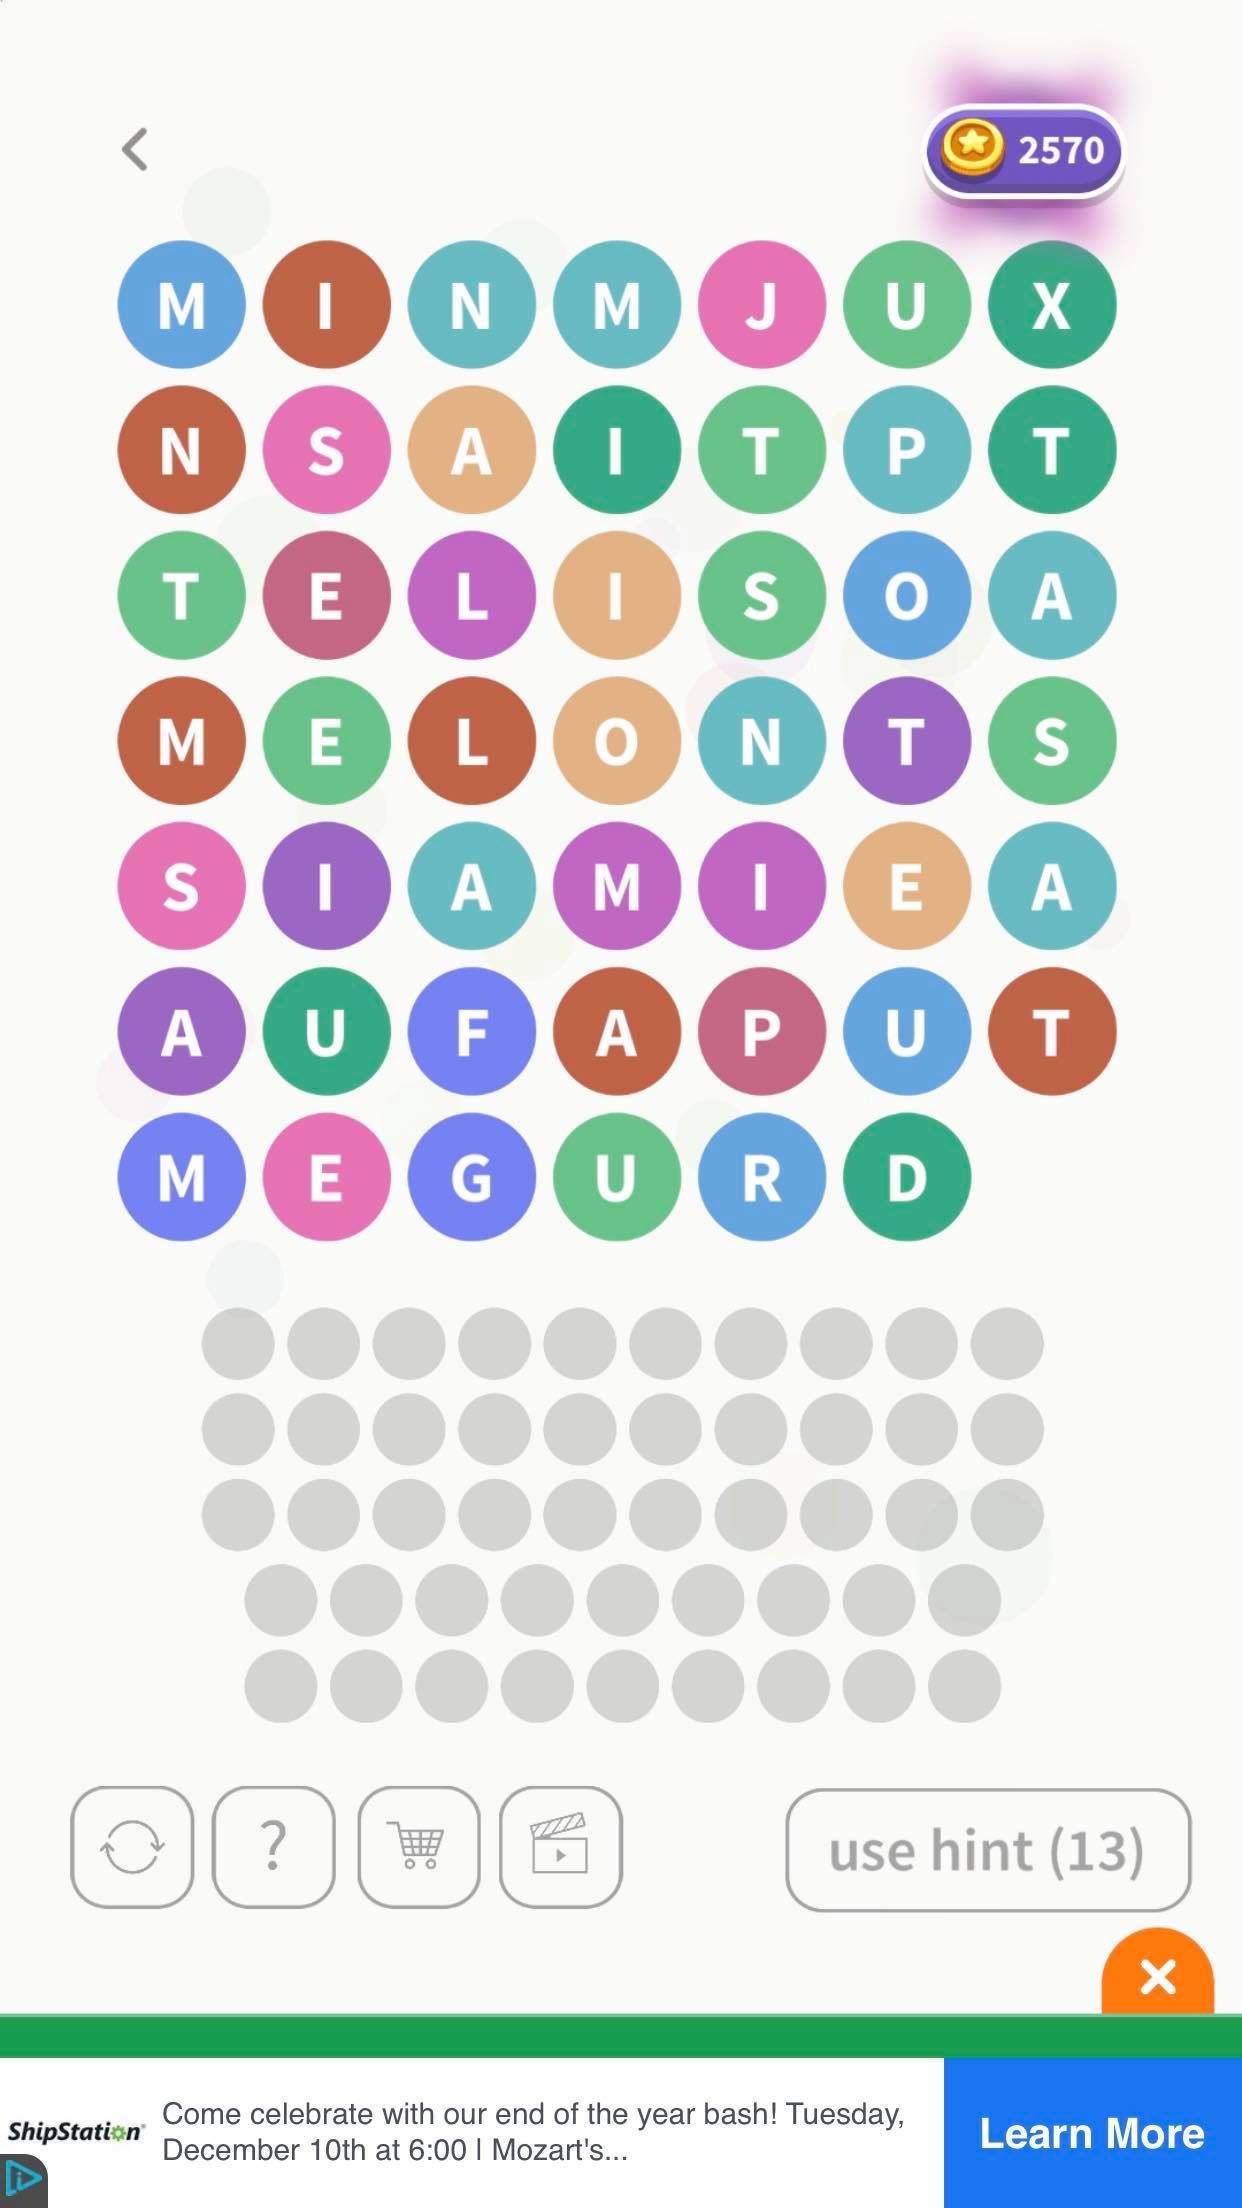 2570
M I N M J U X
N S A I T P T
T E L I S O A
M E L O N T S
S I A M I E A
A U F A P U T
M E G U R D
?
use hint (13)
ShipStation
Come celebrate with our end of the year bash! Tuesday,
December 10th at 6:00 | Mozart's...
Learn More